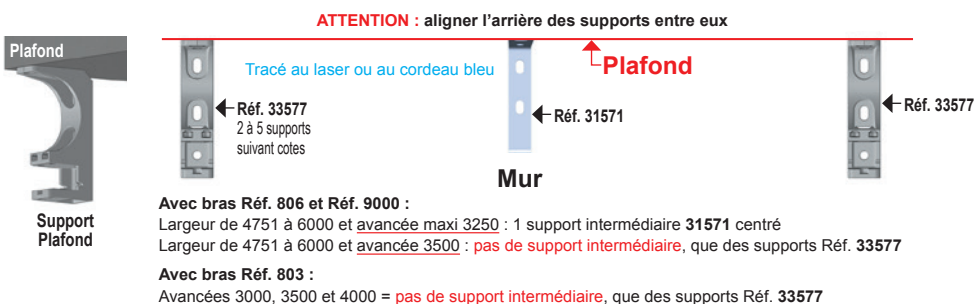 ATTENTION : aligner l'arrière des supports entre eux
Plafond
Tracé au laser ou au cordeau bleu
Plafond
Réf. 33577
2 à 5 supports
suivant cotes
Réf. 31571
Réf. 33577
Mur
Support
Plafond
Avec bras Réf. 806 et Réf. 9000 :
Largeur de 4751 à 6000 et avancée maxi 3250 : 1 support intermédiaire 31571 centré
Largeur de 4751 à 6000 et avancée 3500 : pas de support intermédiaire, que des supports Réf. 33577
Avec bras Réf. 803 :
Avancées 3000, 3500 et 4000 = pas de support intermédiaire, que des supports Réf. 33577